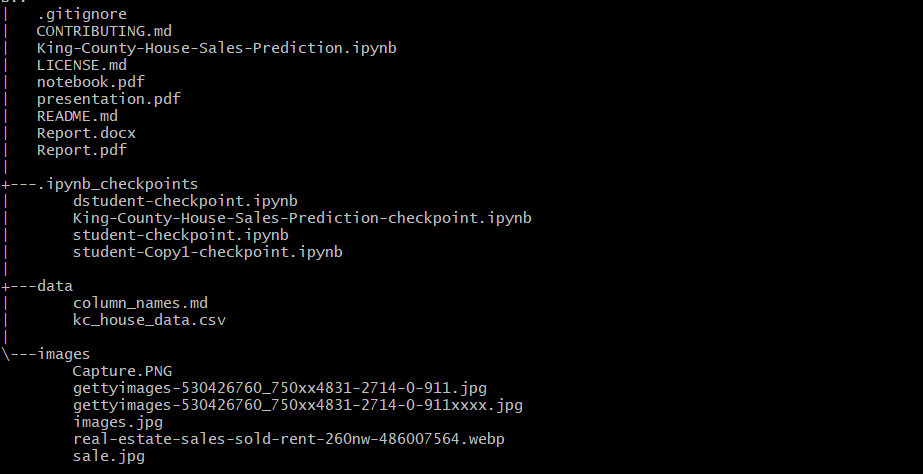 |   .gitignore
|   CONTRIBUTING.md
|   King-County-House-Sales-Prediction.ipynb
|   LICENSE.md
|   notebook.pdf
|   presentation.pdf
|   README.md
|   Report.docx
|   Report.pdf
|
+---.ipynb_checkpoints
|       dstudent-checkpoint.ipynb
|       King-County-House-Sales-Prediction-checkpoint.ipynb
|       student-checkpoint.ipynb
|       student-Copy1-checkpoint.ipynb
|
+---data
|       column_names.md
|       kc_house_data.csv
|
\---images
        Capture.PNG
        gettyimages-530426760_750xx4831-2714-0-911.jpg
        gettyimages-530426760_750xx4831-2714-0-911xxxx.jpg
        images.jpg
        real-estate-sales-sold-rent-260nw-486007564.webp
        sale.jpg